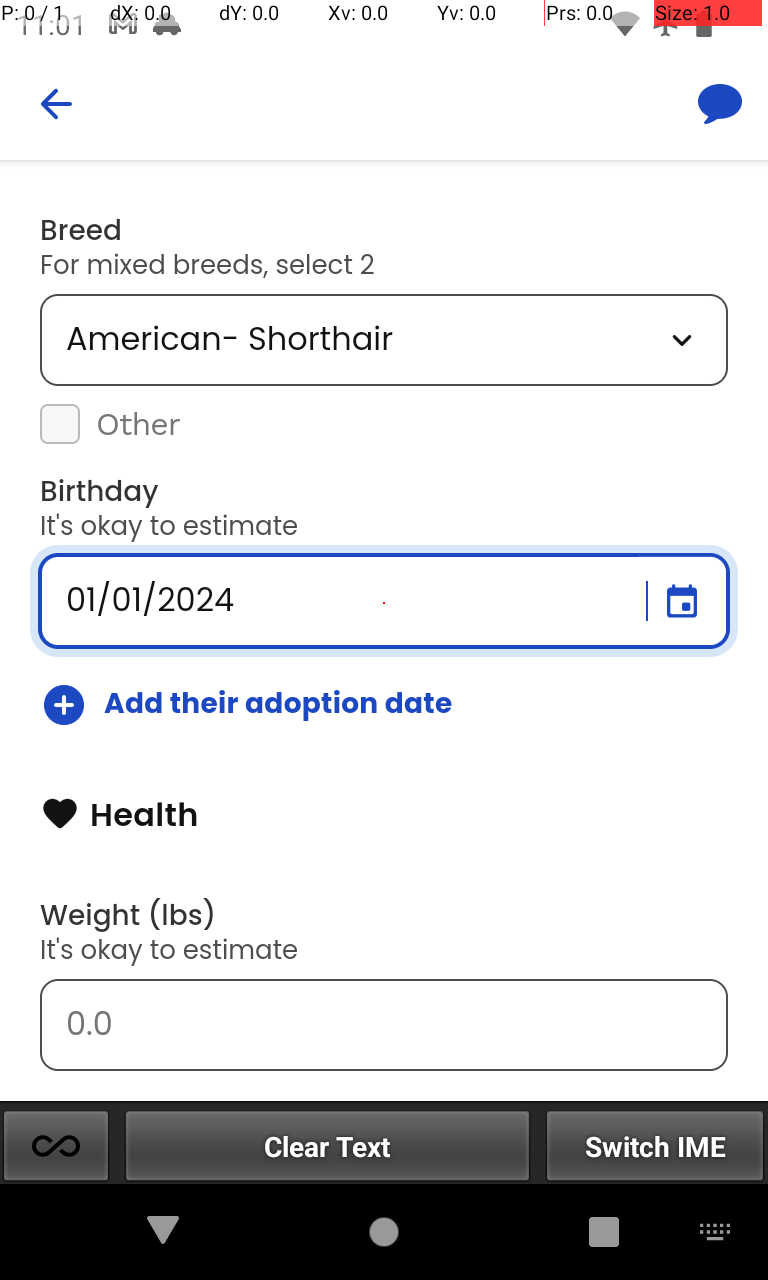 P: 0 / 1 dX: 0.0 dY: 0.0 Xv: 0.0 Yv: 0.0 Prs: 0.0 Size: 1.0
11:01
Breed
For mixed breeds, select 2
American- Shorthair
Other
Birthday
It's okay to estimate
01/01/2024
Add their adoption date
Health
Weight (lbs)
It's okay to estimate
0.0
Clear Text Switch IME